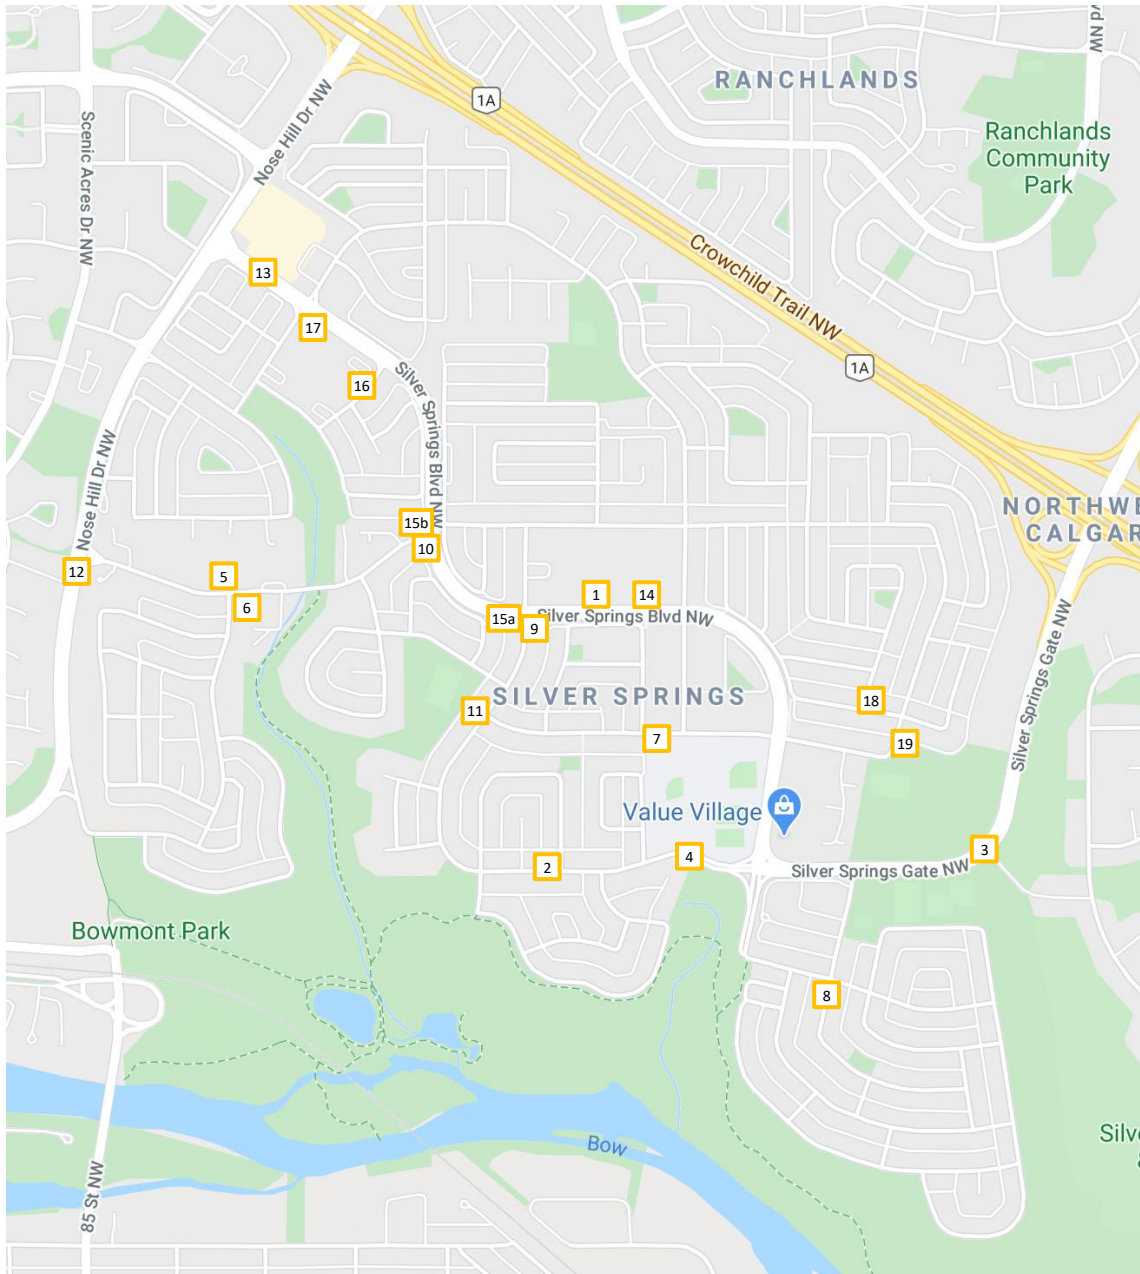 vd NW
RANCHLANDS
1A
Ranchlands
Community
Park
Scenic Acres Dr NW
Nose Hill Dr NW
Crowchild Trail NW
13
17
1A
16
Silver Springs Blvd NW
Nose Hill Dr NW
NORTHWE
CALGAR
15b
10
12
5
6
1
14
15a
9
Silver Springs Blvd NW
Silver Springs Gate NW
SILVER SPRINGS
18
11
7
19
Value Village
3
4
2
Silver Springs Gate NW
Bowmont Park
8
Bow
Silve
85 St NW